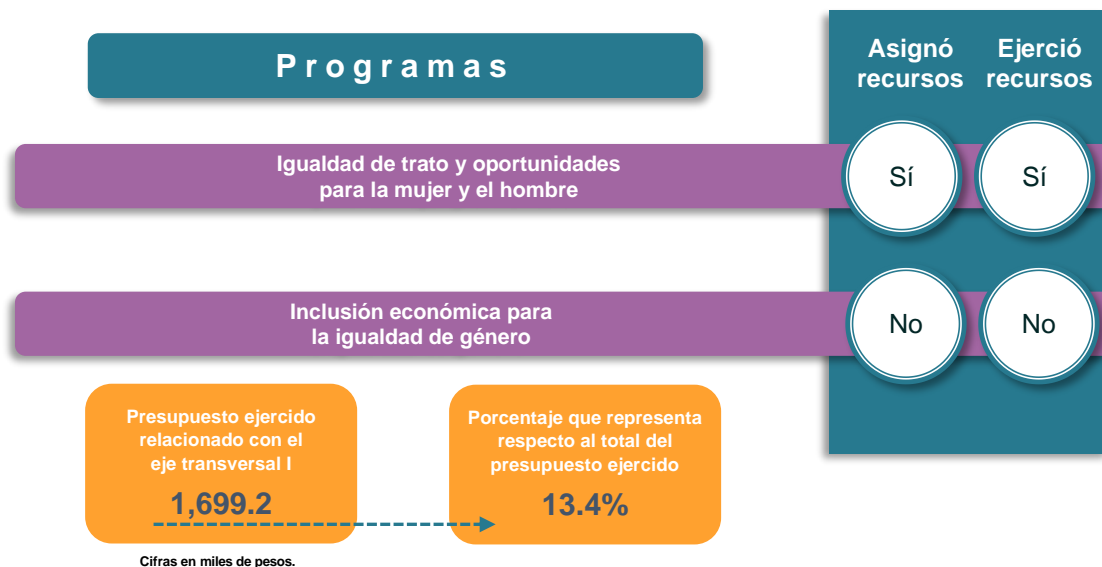 Programas
Asignó
recursos
Ejerció
recursos
Igualdad de trato y oportunidades
para la mujer y el hombre
Sí
Sí
Inclusión económica para
la igualdad de género
No
No
Presupuesto ejercido
relacionado con el
eje transversal I
1,699.2
Porcentaje que representa
respecto al total del
presupuesto ejercido
13.4%
Cifras en miles de pesos.